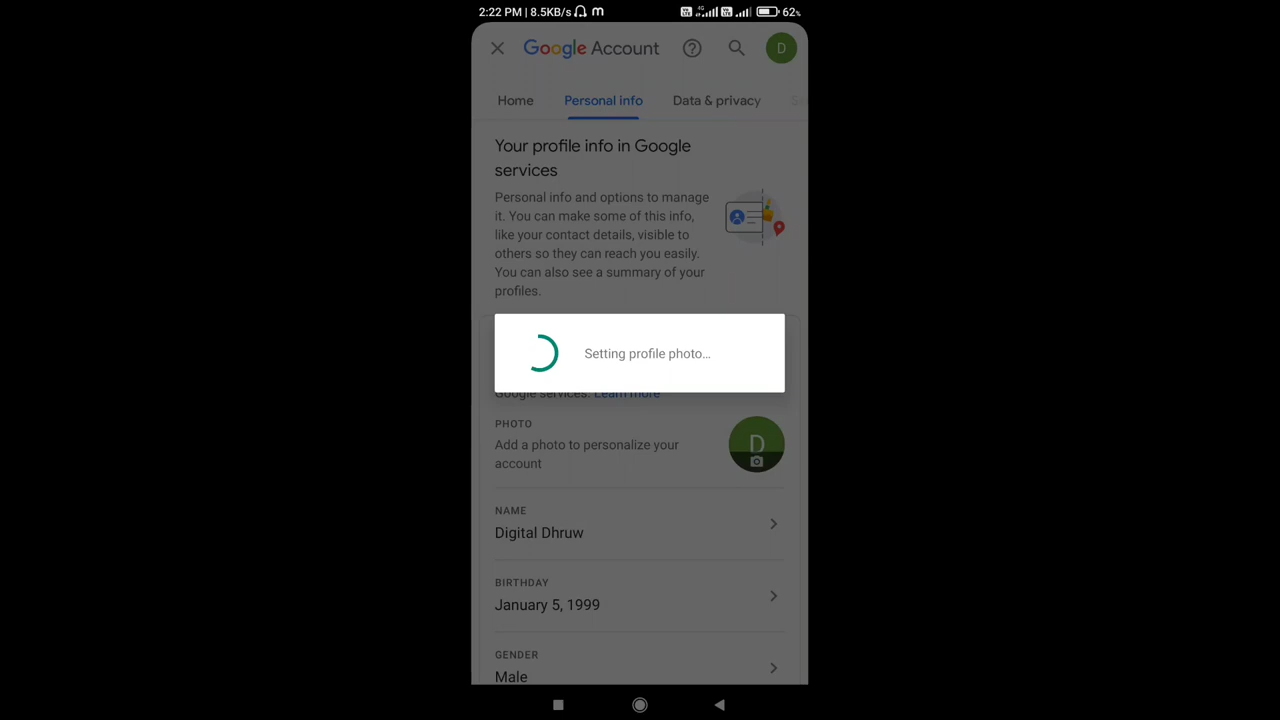 2:22 PM | 8.5KB/s m 4G 62%
Google Account D
Home Personal info Data & privacy
Your profile info in Google
services
Personal info and options to manage
it. You can make some of this info,
like your contact details, visible to
others so they can reach you easily.
You can also see a summary of your
profiles.
Setting profile photo...
Google services. Learn more
PHOTO
Add a photo to personalize your
account
D
NAME
Digital Dhruw
BIRTHDAY
January 5, 1999
GENDER
Male